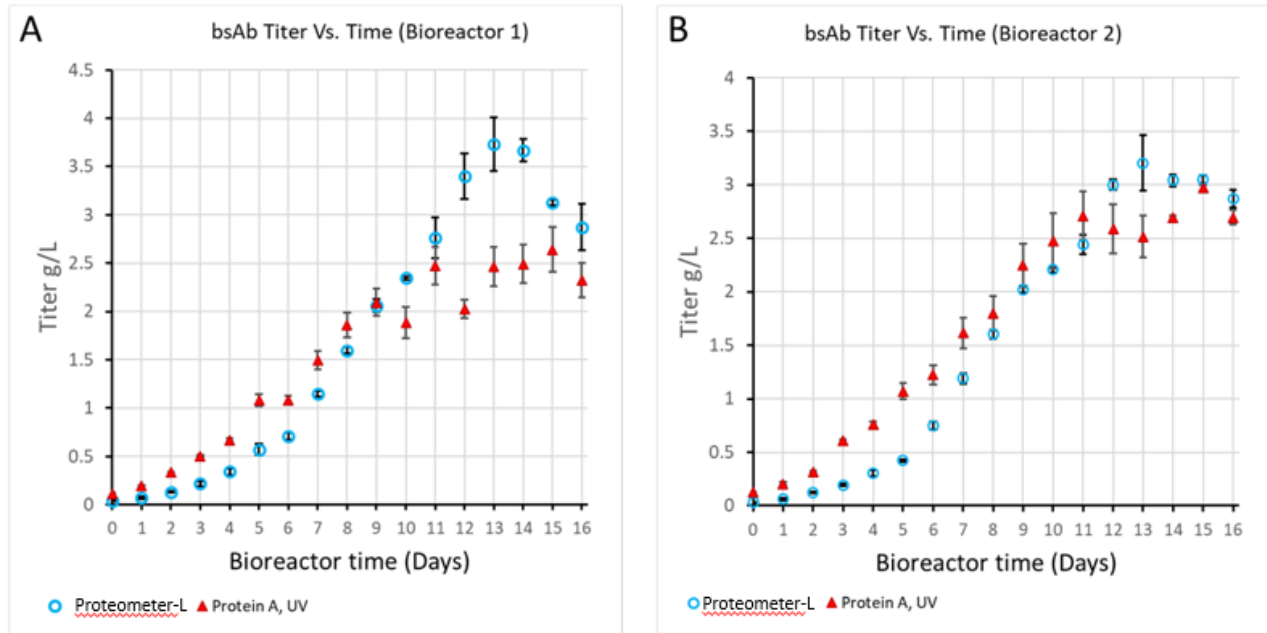 A
bsAb Titer Vs. Time (Bioreactor 1)
Titer g/L
4.5
4
3.5
3
2.5
2
1.5
1
0.5
0
0 1 2 3 4 5 6 7 8 9 10 11 12 13 14 15 16
Bioreactor time (Days)
Proteometer-L Protein A, UV
B
bsAb Titer Vs. Time (Bioreactor 2)
Titer g/L
4
3.5
3
2.5
2
1.5
1
0.5
0
0 1 2 3 4 5 6 7 8 9 10 11 12 13 14 15 16
Bioreactor time (Days)
Proteometer-L Protein A, UV